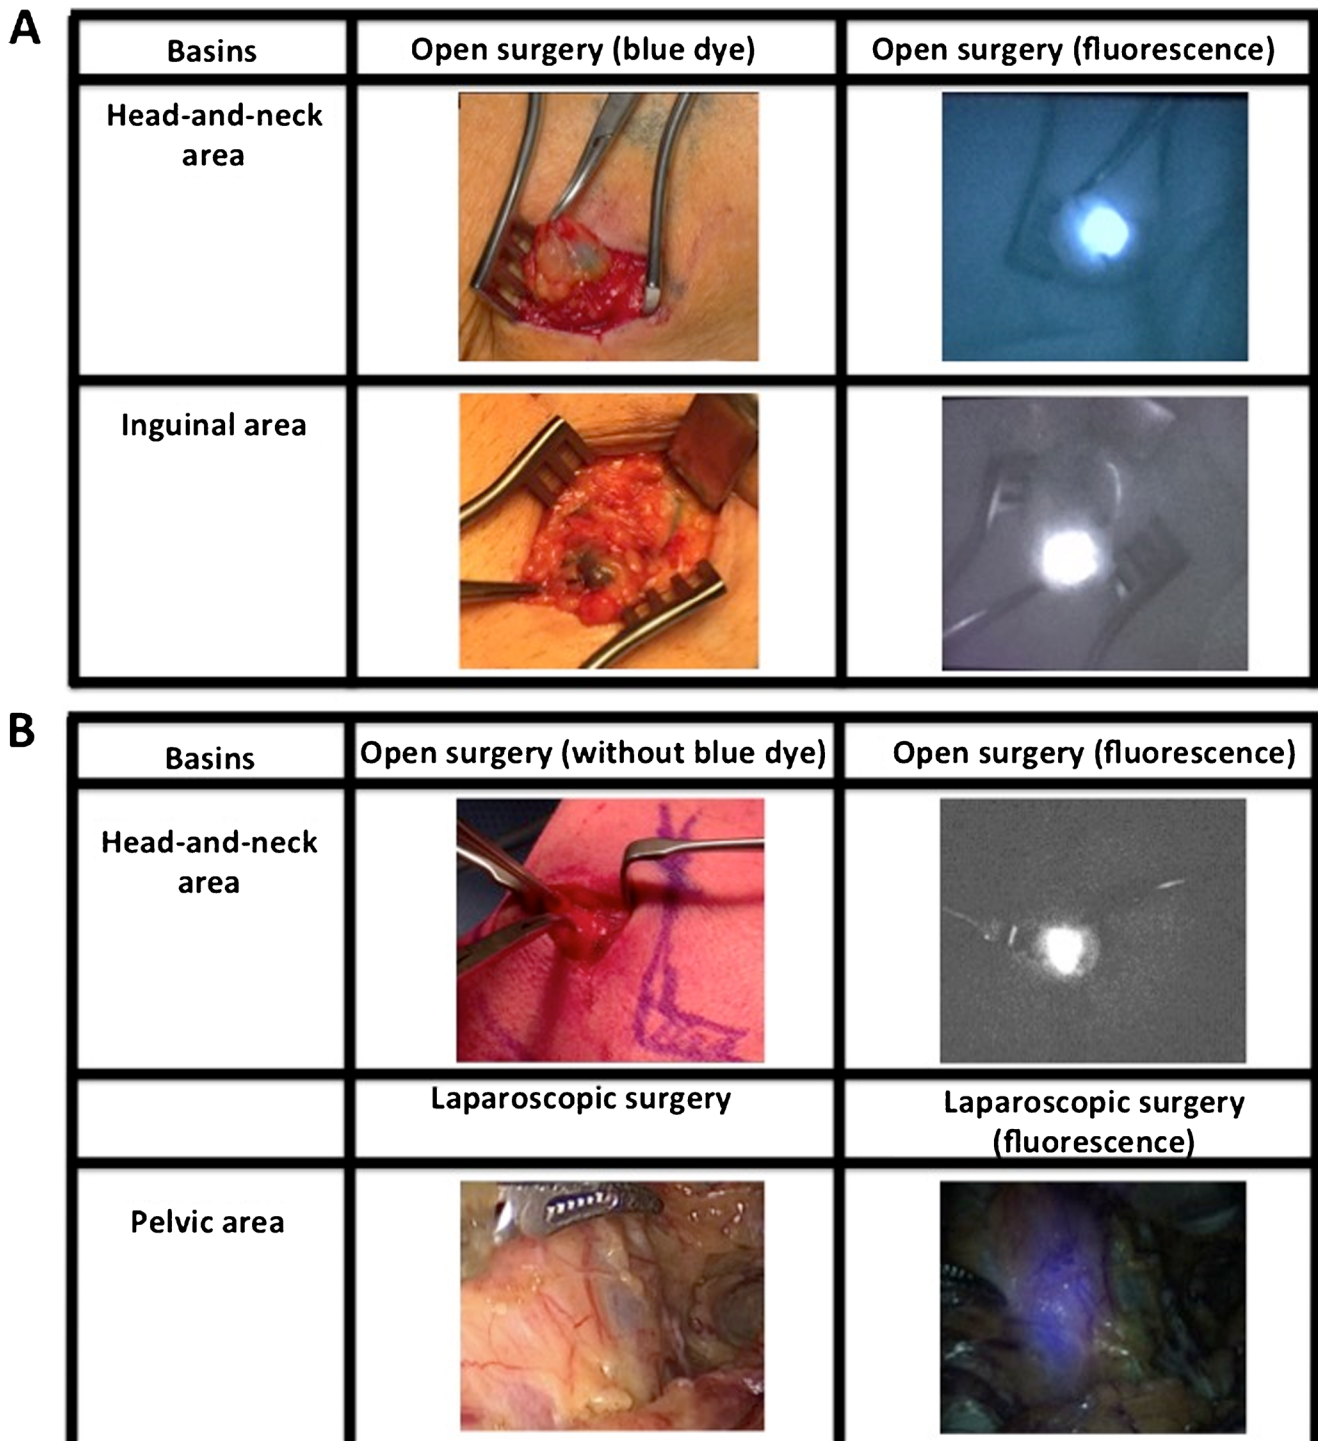 A
Basins
Open surgery (blue dye)
Open surgery (fluorescence)
Head-and-neck
area
Inguinal area
B
Basins
Open surgery (without blue dye)
Open surgery (fluorescence)
Head-and-neck
area
Laparoscopic surgery
Laparoscopic surgery
(fluorescence)
Pelvic area